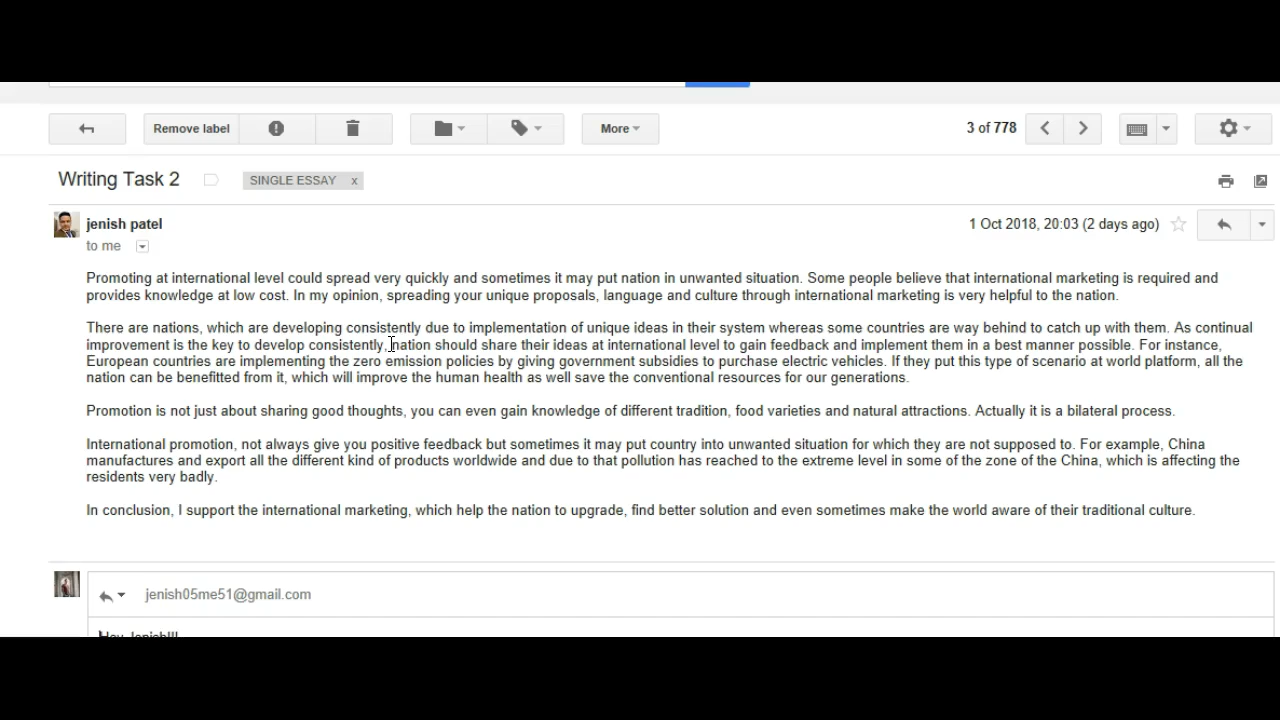 Remove label
More
3 of 778
Writing Task 2
SINGLE ESSAY x
jenish patel
1 Oct 2018, 20:03 (2 days ago)
to me
Promoting at international level could spread very quickly and sometimes it may put nation in unwanted situation. Some people believe that international marketing is required and
provides knowledge at low cost. In my opinion, spreading your unique proposals, language and culture through international marketing is very helpful to the nation.
There are nations, which are developing consistently due to implementation of unique ideas in their system whereas some countries are way behind to catch up with them. As continual
improvement is the key to develop consistently, nation should share their ideas at international level to gain feedback and implement them in a best manner possible. For instance,
European countries are implementing the zero emission policies by giving government subsidies to purchase electric vehicles. If they put this type of scenario at world platform, all the
nation can be benefitted from it, which will improve the human health as well save the conventional resources for our generations.
Promotion is not just about sharing good thoughts, you can even gain knowledge of different tradition, food varieties and natural attractions. Actually it is a bilateral process.
International promotion, not always give you positive feedback but sometimes it may put country into unwanted situation for which they are not supposed to. For example, China
manufactures and export all the different kind of products worldwide and due to that pollution has reached to the extreme level in some of the zone of the China, which is affecting the
residents very badly.
In conclusion, I support the international marketing, which help the nation to upgrade, find better solution and even sometimes make the world aware of their traditional culture.
jenish05me51@gmail.com
Hey Jenish!!!